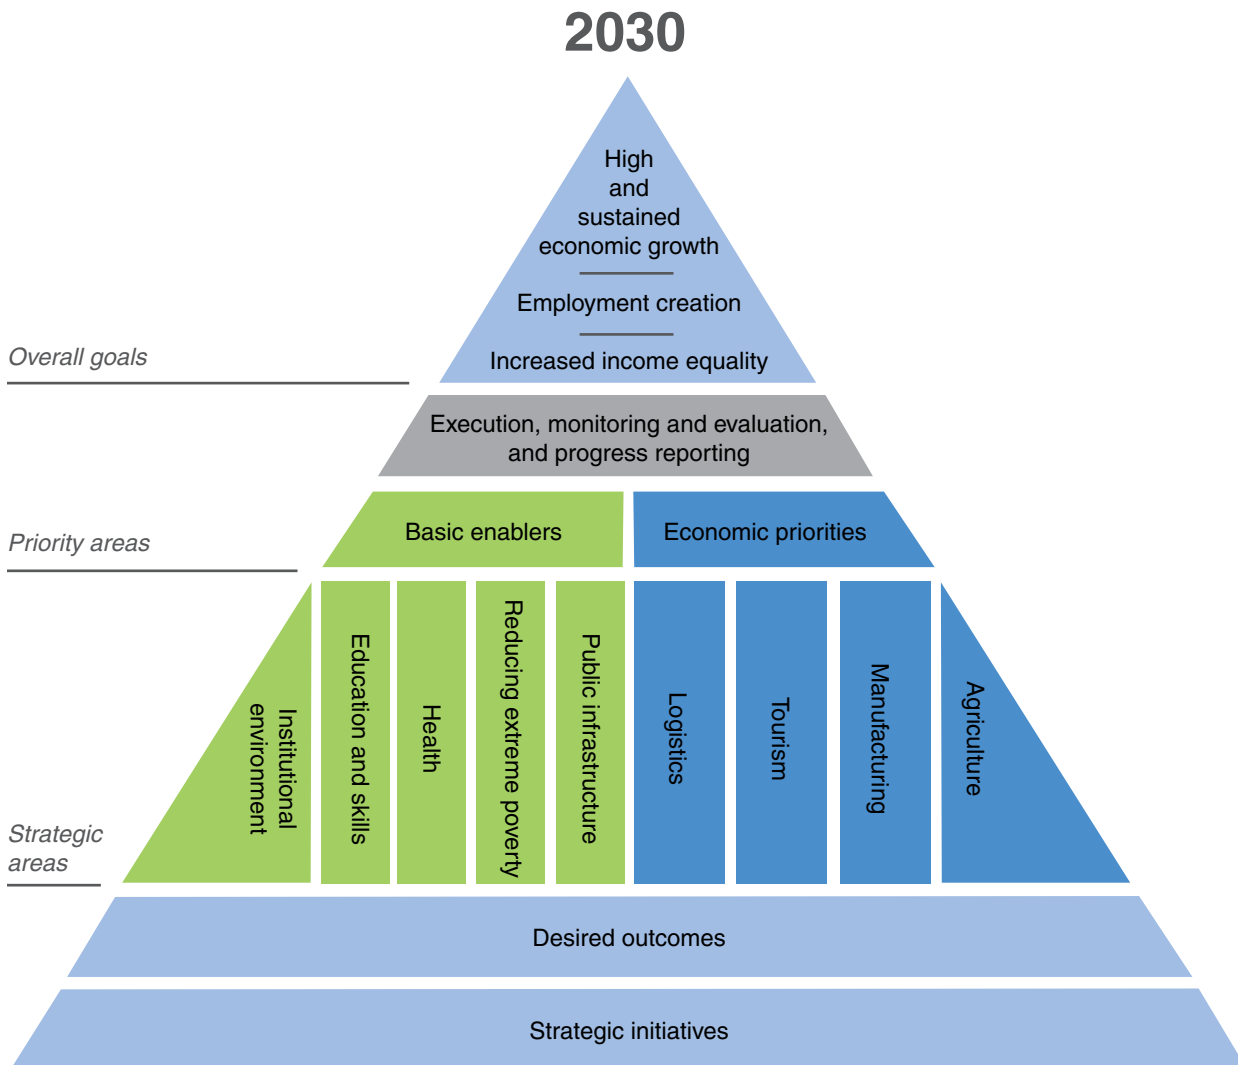 2030
High
and
sustained
economic growth
Employment creation
Increased income equality
Overall goals
Execution, monitoring and evaluation,
and progress reporting
Priority areas
Basic enablers
Economic priorities
Strategic
areas
Institutional
environment
Education and skills
Health
Reducing extreme poverty
Public infrastructure
Logistics
Tourism
Manufacturing
Agriculture
Desired outcomes
Strategic initiatives